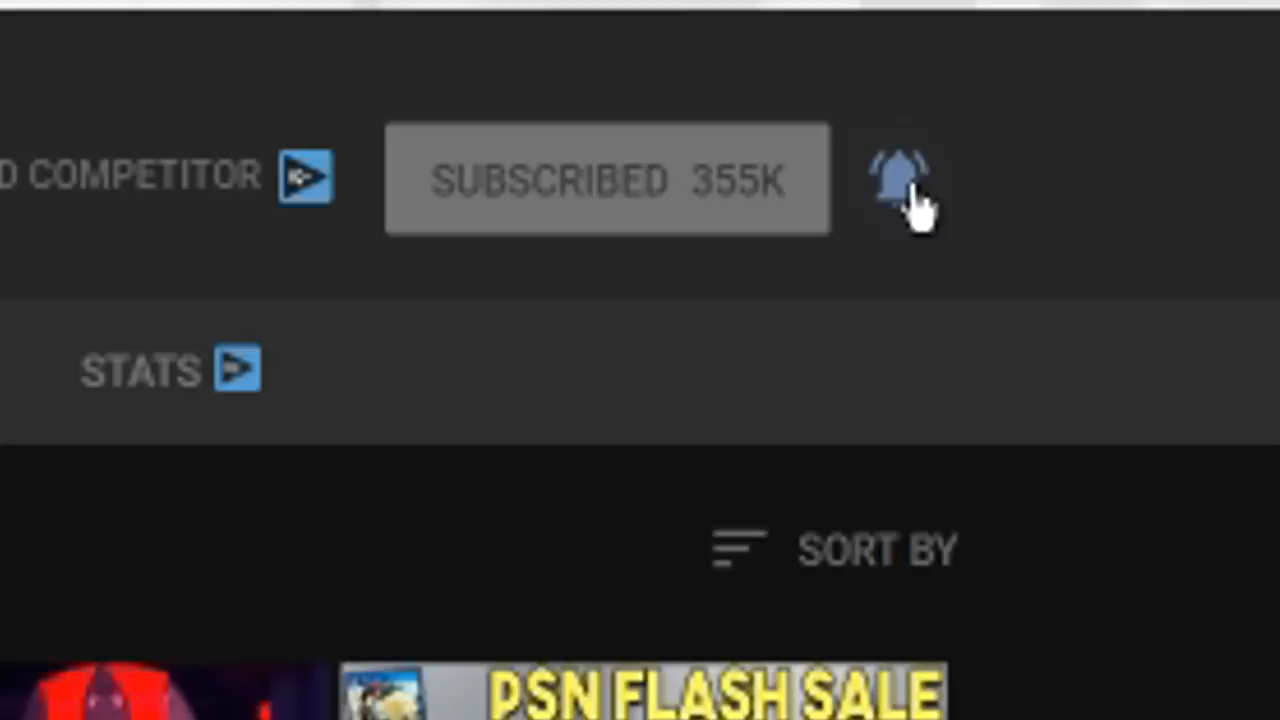 D COMPETITOR
SUBSCRIBED 355K
STATS
SORT BY
PSN FLASH SALE